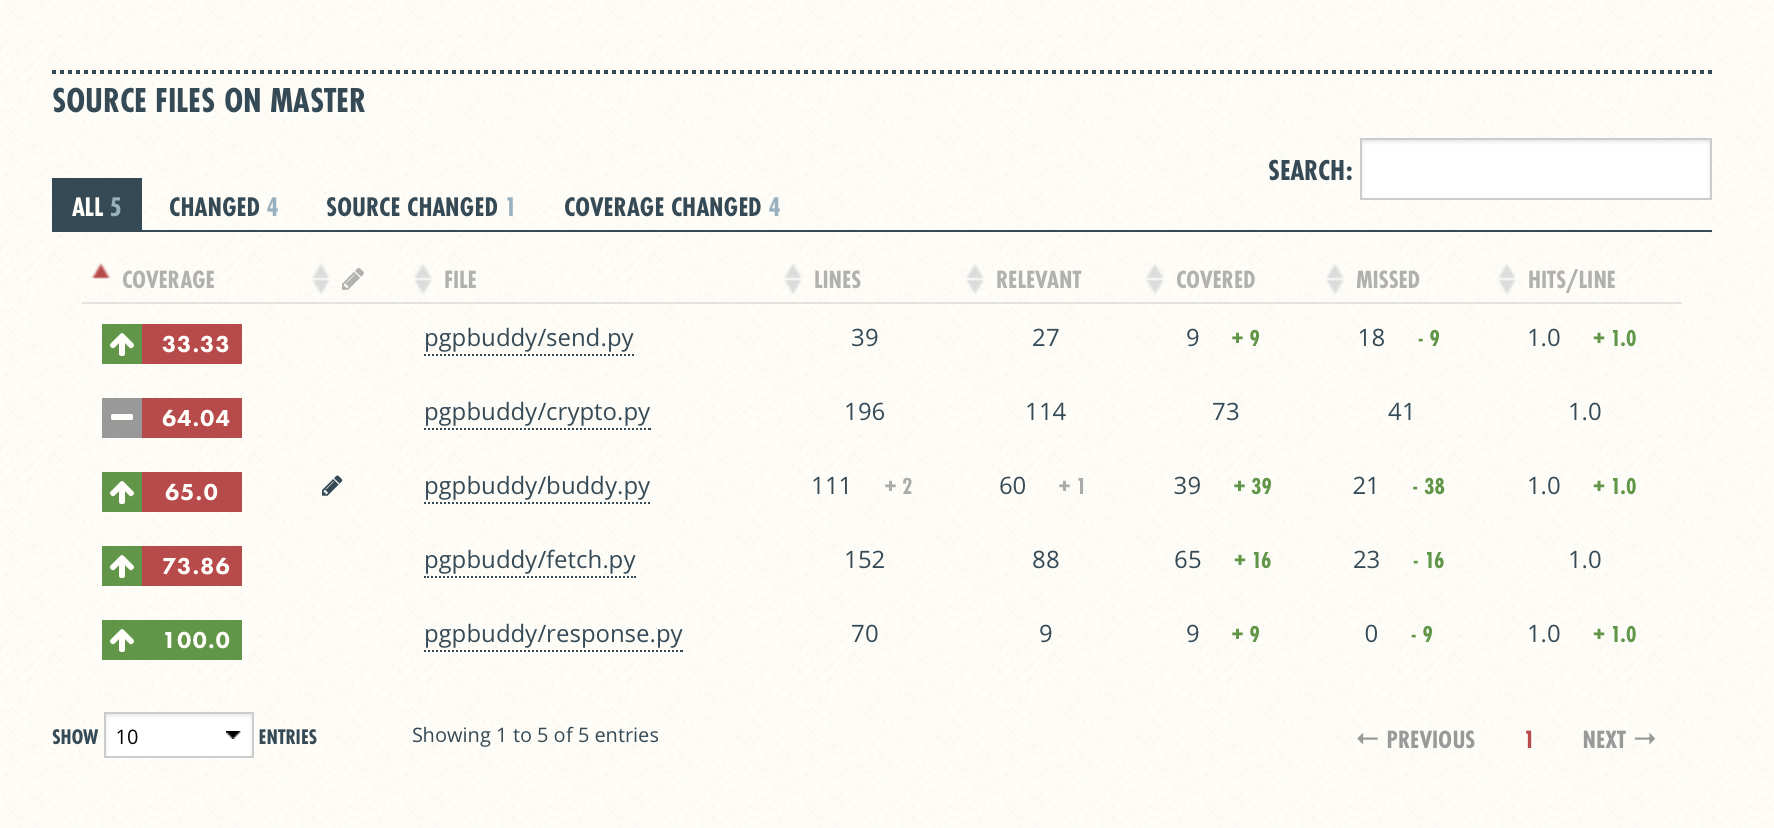 SOURCE FILES ON MASTER
SEARCH:
ALL 5 CHANGED 4 SOURCE CHANGED 1 COVERAGE CHANGED 4
COVERAGE FILE LINES RELEVANT COVERED MISSED HITS/LINE
33.33 pgpbuddy/send.py 39 27 9 + 9 18 - 9 1.0 + 1.0
64.04 pgpbuddy/crypto.py 196 114 73 41 1.0
65.0 pgpbuddy/buddy.py 111 + 2 60 + 1 39 + 39 21 - 38 1.0 + 1.0
73.86 pgpbuddy/fetch.py 152 88 65 + 16 23 - 16 1.0
100.0 pgpbuddy/response.py 70 9 9 + 9 0 - 9 1.0 + 1.0
SHOW 10 ENTRIES Showing 1 to 5 of 5 entries ← PREVIOUS 1 NEXT →